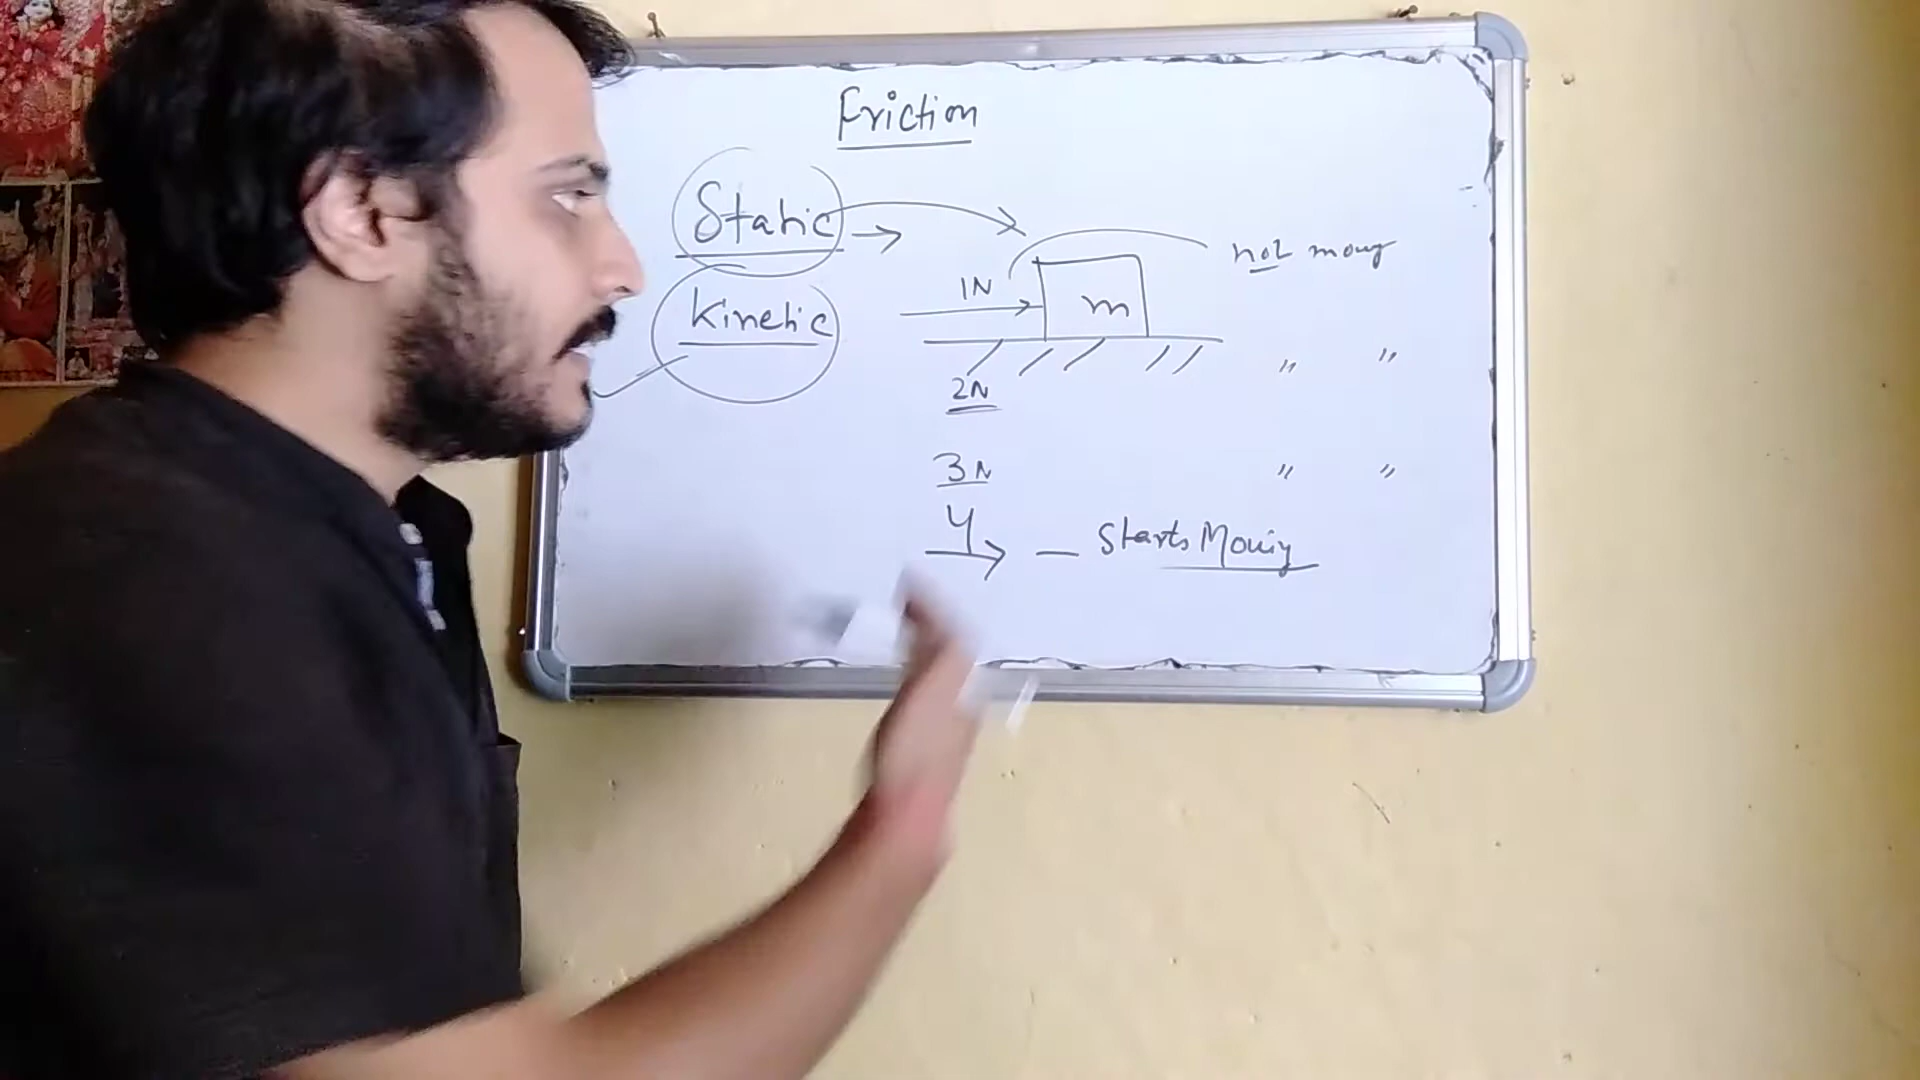 Friction
Static →
Kinetic
1N
m
not moving
2N
" "
3N
" "
4
→ — Starts Moving